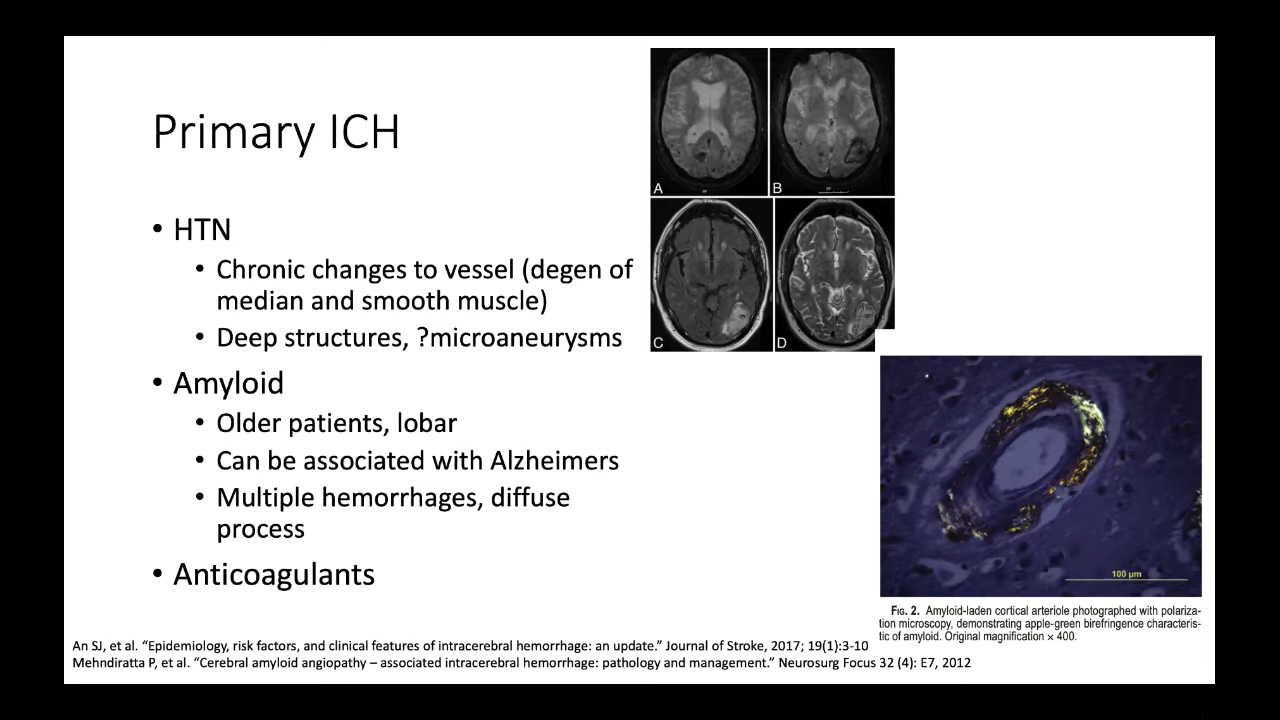 Primary ICH
• HTN
• Chronic changes to vessel (degen of
median and smooth muscle)
• Deep structures, ?microaneurysms
• Amyloid
• Older patients, lobar
• Can be associated with Alzheimers
• Multiple hemorrhages, diffuse
process
• Anticoagulants
A
B
C
D
100 µm
FIG. 2. Amyloid-laden cortical arteriole photographed with polariza-
tion microscopy, demonstrating apple-green birefringence characteris-
tic of amyloid. Original magnification × 400.
An SJ, et al. “Epidemiology, risk factors, and clinical features of intracerebral hemorrhage: an update.” Journal of Stroke, 2017; 19(1):3-10
Mehndiratta P, et al. “Cerebral amyloid angiopathy – associated intracerebral hemorrhage: pathology and management.” Neurosurg Focus 32 (4): E7, 2012